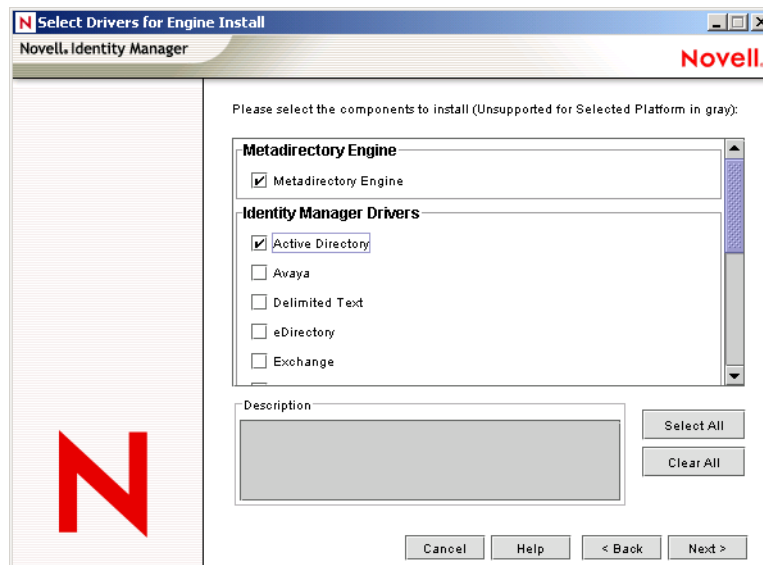 N Select Drivers for Engine Install
Novell. Identity Manager
Novell.
Please select the components to install (Unsupported for Selected Platform in gray):
Metadirectory Engine
Metadirectory Engine
Identity Manager Drivers
Active Directory
Avaya
Delimited Text
eDirectory
Exchange
Description
Select All
Clear All
N
Cancel Help < Back Next >